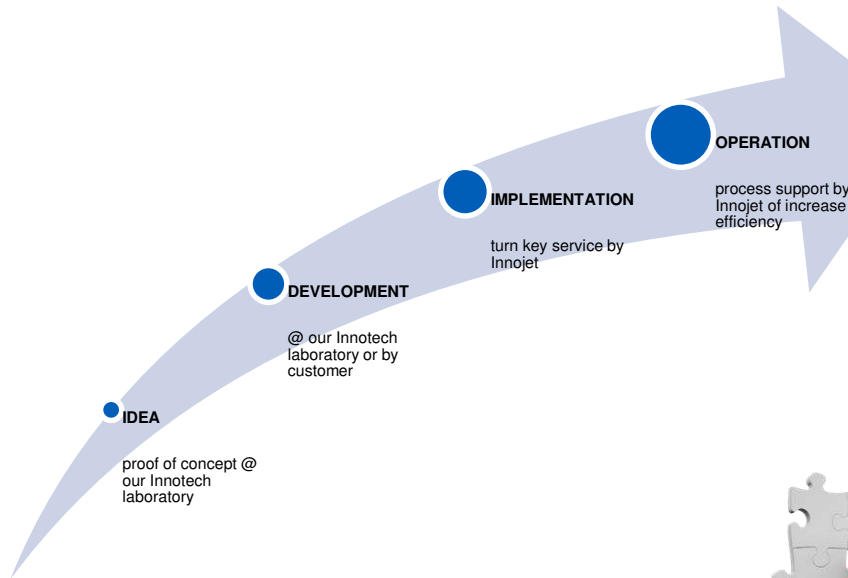 OPERATION
process support by
Innojet of increase
efficiency
IMPLEMENTATION
turn key service by
Innojet
DEVELOPMENT
@ our Innotech
laboratory or by
customer
IDEA
proof of concept @
our Innotech
laboratory